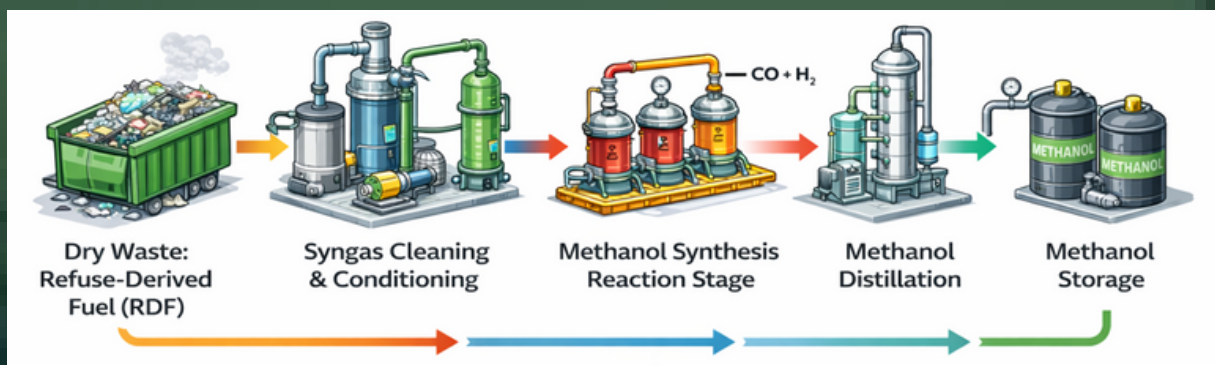 CO + H₂
METHANOL
METHANOL
Dry Waste:
Refuse-Derived
Fuel (RDF)
Syngas Cleaning
& Conditioning
Methanol Synthesis
Reaction Stage
Methanol
Distillation
Methanol
Storage